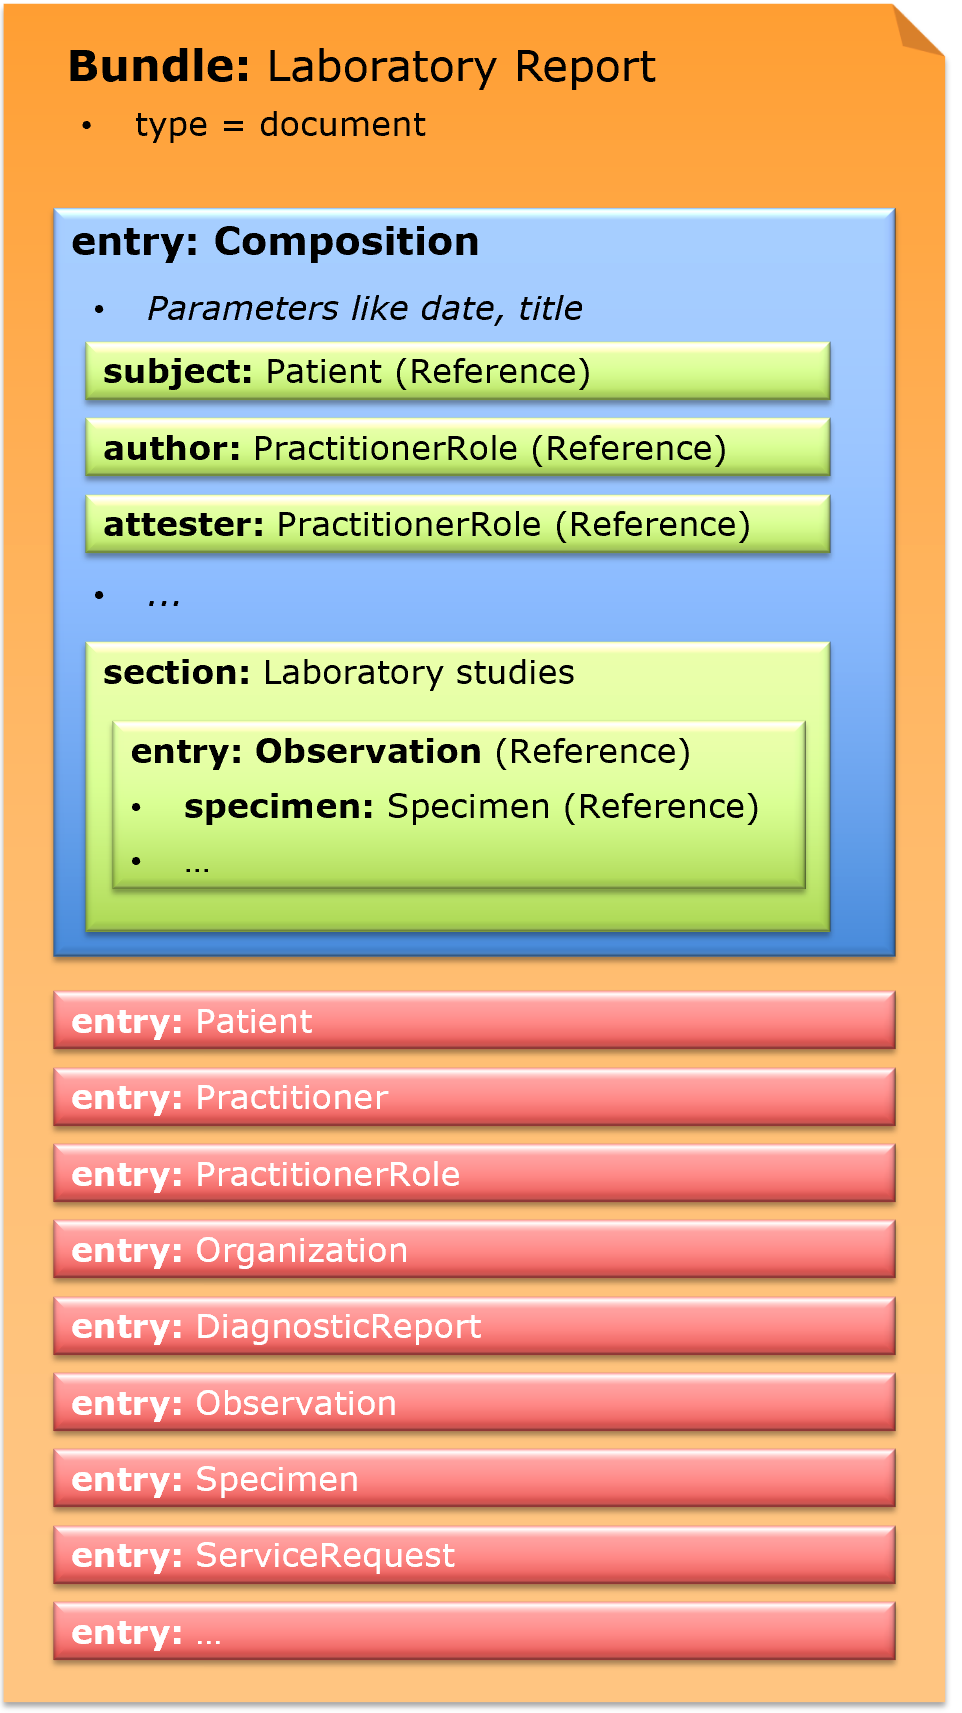 Bundle: Laboratory Report
• type = document
entry: Composition
• Parameters like date, title
subject: Patient (Reference)
author: PractitionerRole (Reference)
attester: PractitionerRole (Reference)
• ...
section: Laboratory studies
entry: Observation (Reference)
• specimen: Specimen (Reference)
• ...
entry: Patient
entry: Practitioner
entry: PractitionerRole
entry: Organization
entry: DiagnosticReport
entry: Observation
entry: Specimen
entry: ServiceRequest
entry: ...